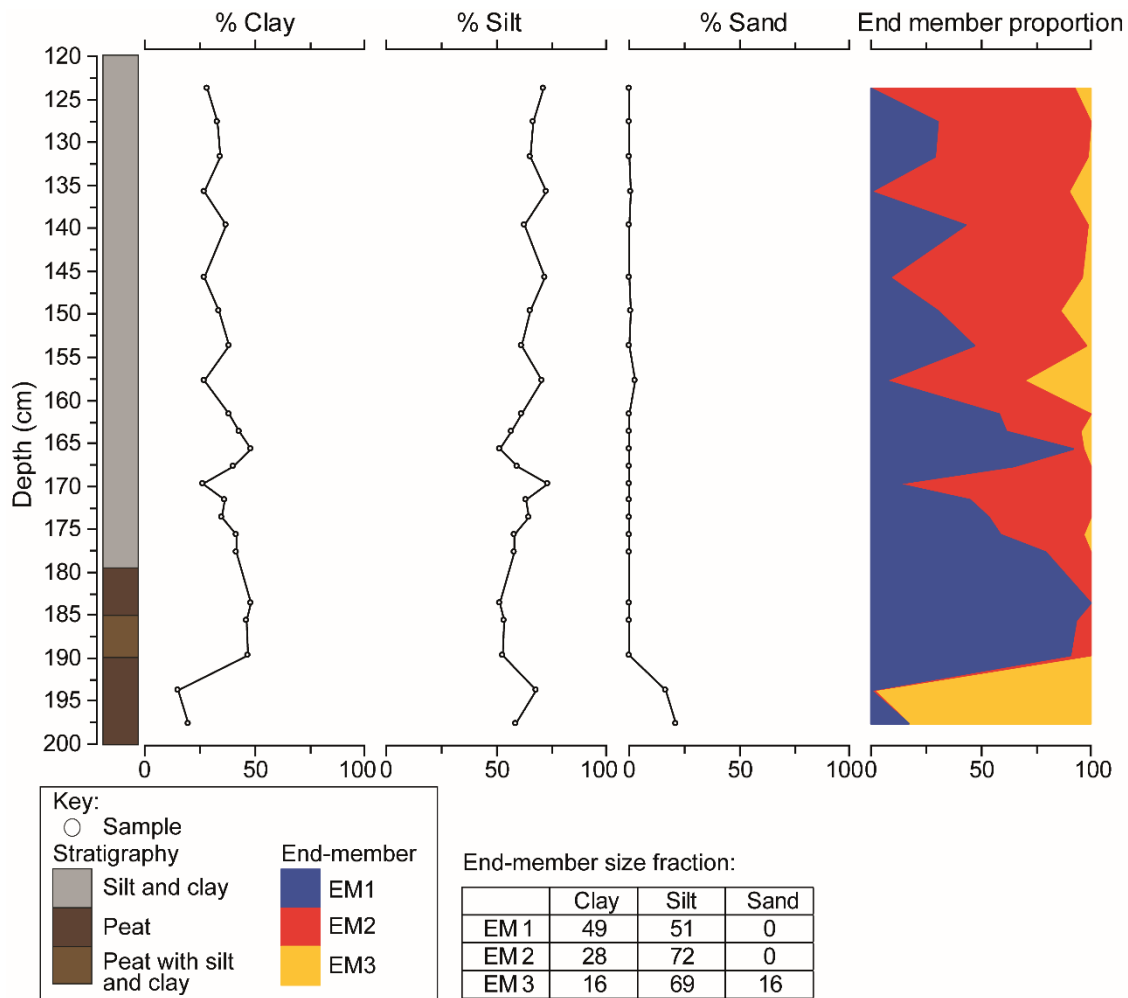 % Clay % Silt % Sand End member proportion
0 50 100
0 50 100
0 50 100
0 50 100
Depth (cm)
120
125
130
135
140
145
150
155
160
165
170
175
180
185
190
195
200
Key:
Sample
Stratigraphy
Silt and clay
Peat
Peat with silt
and clay
End-member
EM1
EM2
EM3
End-member size fraction:
Clay Silt Sand
EM 1 49 51 0
EM 2 28 72 0
EM 3 16 69 16